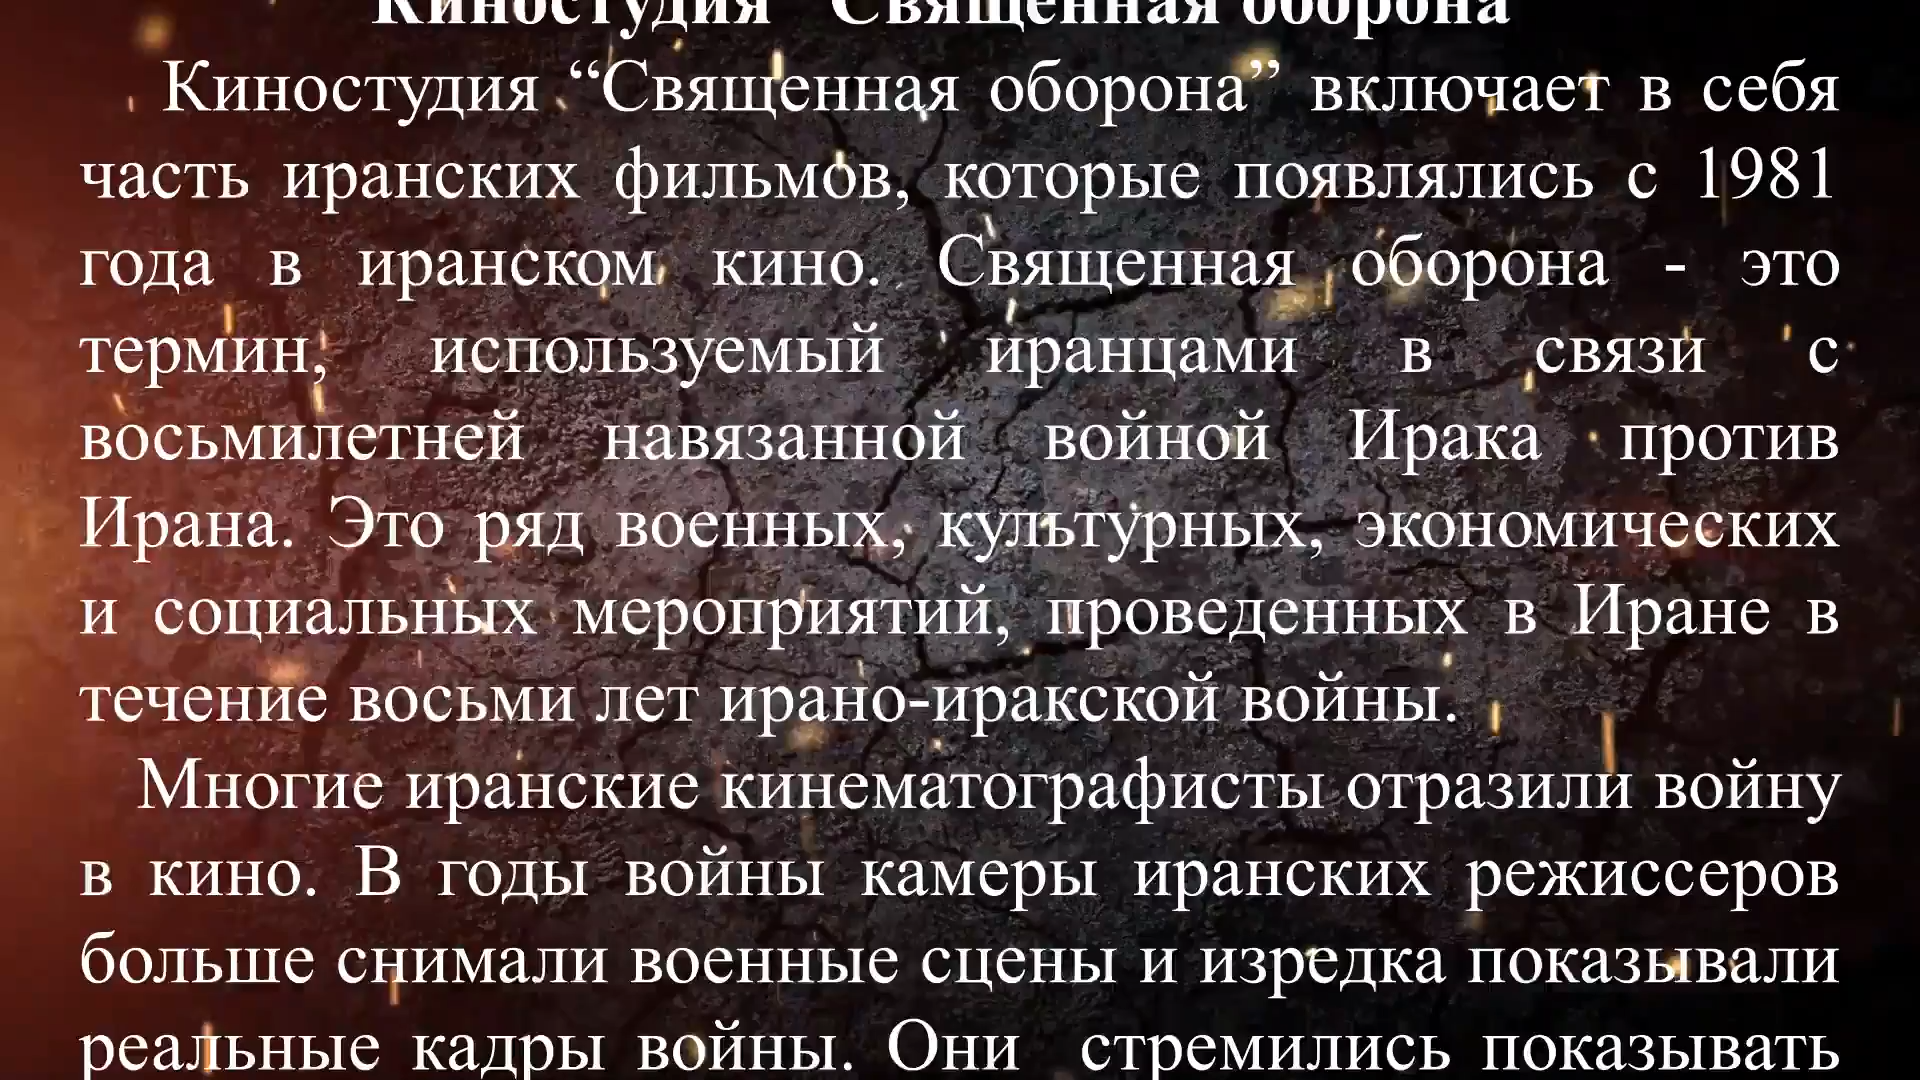 Киностудия “Священная оборона”
Киностудия “Священная оборона” включает в себя
часть иранских фильмов, которые появлялись с 1981
года в иранском кино. Священная оборона - это
термин, используемый иранцами в связи с
восьмилетней навязанной войной Ирака против
Ирана. Это ряд военных, культурных, экономических
и социальных мероприятий, проведенных в Иране в
течение восьми лет ирано-иракской войны.
Многие иранские кинематографисты отразили войну
в кино. В годы войны камеры иранских режиссеров
больше снимали военные сцены и изредка показывали
реальные кадры войны. Они стремились показывать